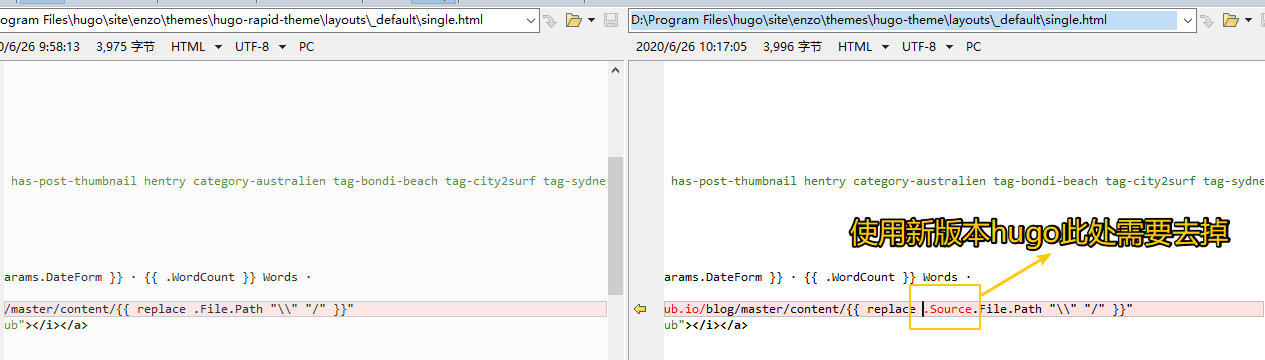 rogram Files\hugo\site\enzo\themes\hugo-rapid-theme\layouts\_default\single.html
0/6/26 9:58:13 3,975 字节 HTML UTF-8 PC
has-post-thumbnail hentry category-australien tag-bondi-beach tag-city2surf tag-sydney
arams.DateForm }} · {{ .WordCount }} Words ·
/master/content/{{ replace .File.Path "\\" "/" }}"
ub"></i></a>
D:\Program Files\hugo\site\enzo\themes\hugo-theme\layouts\_default\single.html
2020/6/26 10:17:05 3,996 字节 HTML UTF-8 PC
has-post-thumbnail hentry category-australien tag-bondi-beach tag-city2surf tag-sydney
使用新版本hugo此处需要去掉
arams.DateForm }} · {{ .WordCount }} Words ·
ub.io/blog/master/content/{{ replace .Source.File.Path "\\" "/" }}"
ub"></i></a>